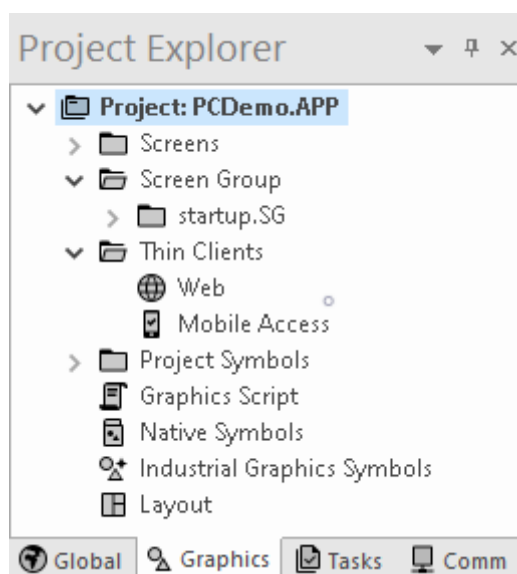 Project Explorer
Project: PCDemo.APP
Screens
Screen Group
startup.SG
Thin Clients
Web
Mobile Access
Project Symbols
Graphics Script
Native Symbols
Industrial Graphics Symbols
Layout
Global Graphics Tasks Comm